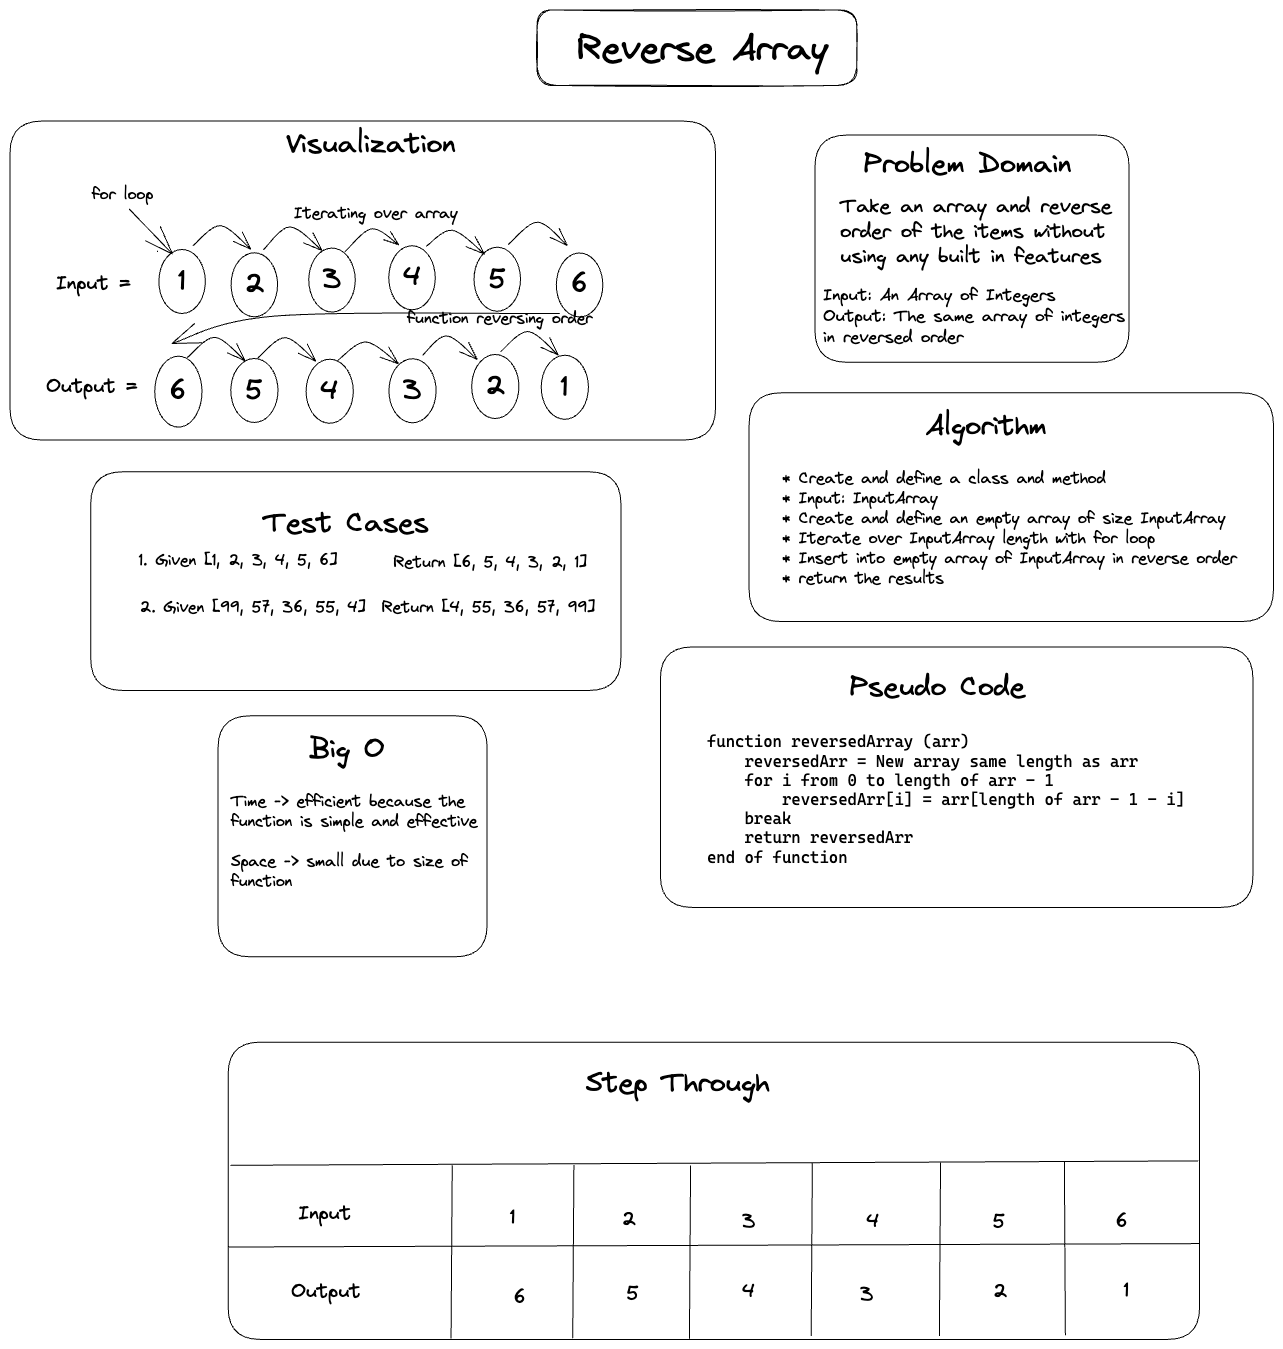 Reverse Array
Visualization
for loop
Iterating over array
Input =
1 2 3 4 5 6
function reversing order
Output =
6 5 4 3 2 1
Problem Domain
Take an array and reverse
order of the items without
using any built in features
Input: An Array of Integers
Output: The same array of integers
in reversed order
Algorithm
* Create and define a class and method
* Input: InputArray
* Create and define an empty array of size InputArray
* Iterate over InputArray length with for loop
* Insert into empty array of InputArray in reverse order
* return the results
Test Cases
1. Given [1, 2, 3, 4, 5, 6] Return [6, 5, 4, 3, 2, 1]
2. Given [99, 57, 36, 55, 4] Return [4, 55, 36, 57, 99]
Pseudo Code
function reversedArray (arr)
    reversedArr = New array same length as arr
    for i from 0 to length of arr - 1
        reversedArr[i] = arr[length of arr - 1 - i]
    break
    return reversedArr
end of function
Big O
Time -> efficient because the
function is simple and effective
Space -> small due to size of
function
Step Through
Input 1 2 3 4 5 6
Output 6 5 4 3 2 1